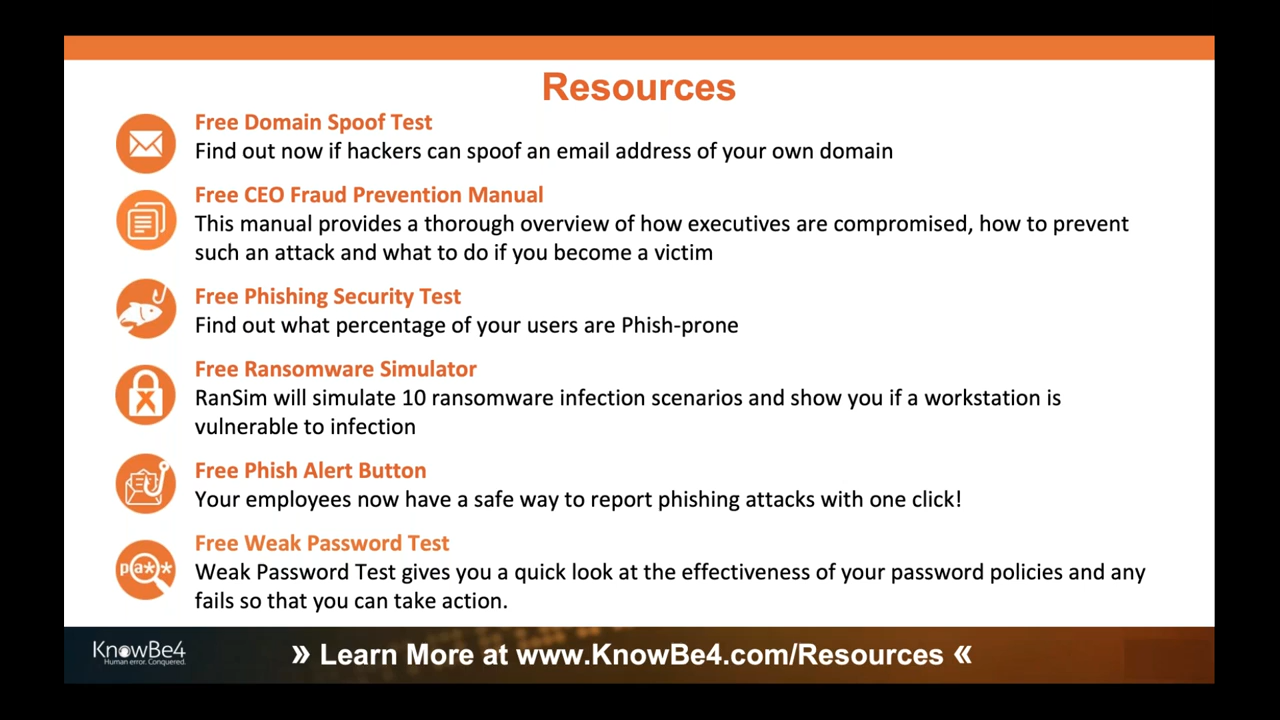 Resources
Free Domain Spoof Test
Find out now if hackers can spoof an email address of your own domain
Free CEO Fraud Prevention Manual
This manual provides a thorough overview of how executives are compromised, how to prevent
such an attack and what to do if you become a victim
Free Phishing Security Test
Find out what percentage of your users are Phish-prone
Free Ransomware Simulator
RanSim will simulate 10 ransomware infection scenarios and show you if a workstation is
vulnerable to infection
Free Phish Alert Button
Your employees now have a safe way to report phishing attacks with one click!
Free Weak Password Test
pa**
Weak Password Test gives you a quick look at the effectiveness of your password policies and any
fails so that you can take action.
KnowBe4
Human error. Conquered.
» Learn More at www.KnowBe4.com/Resources «